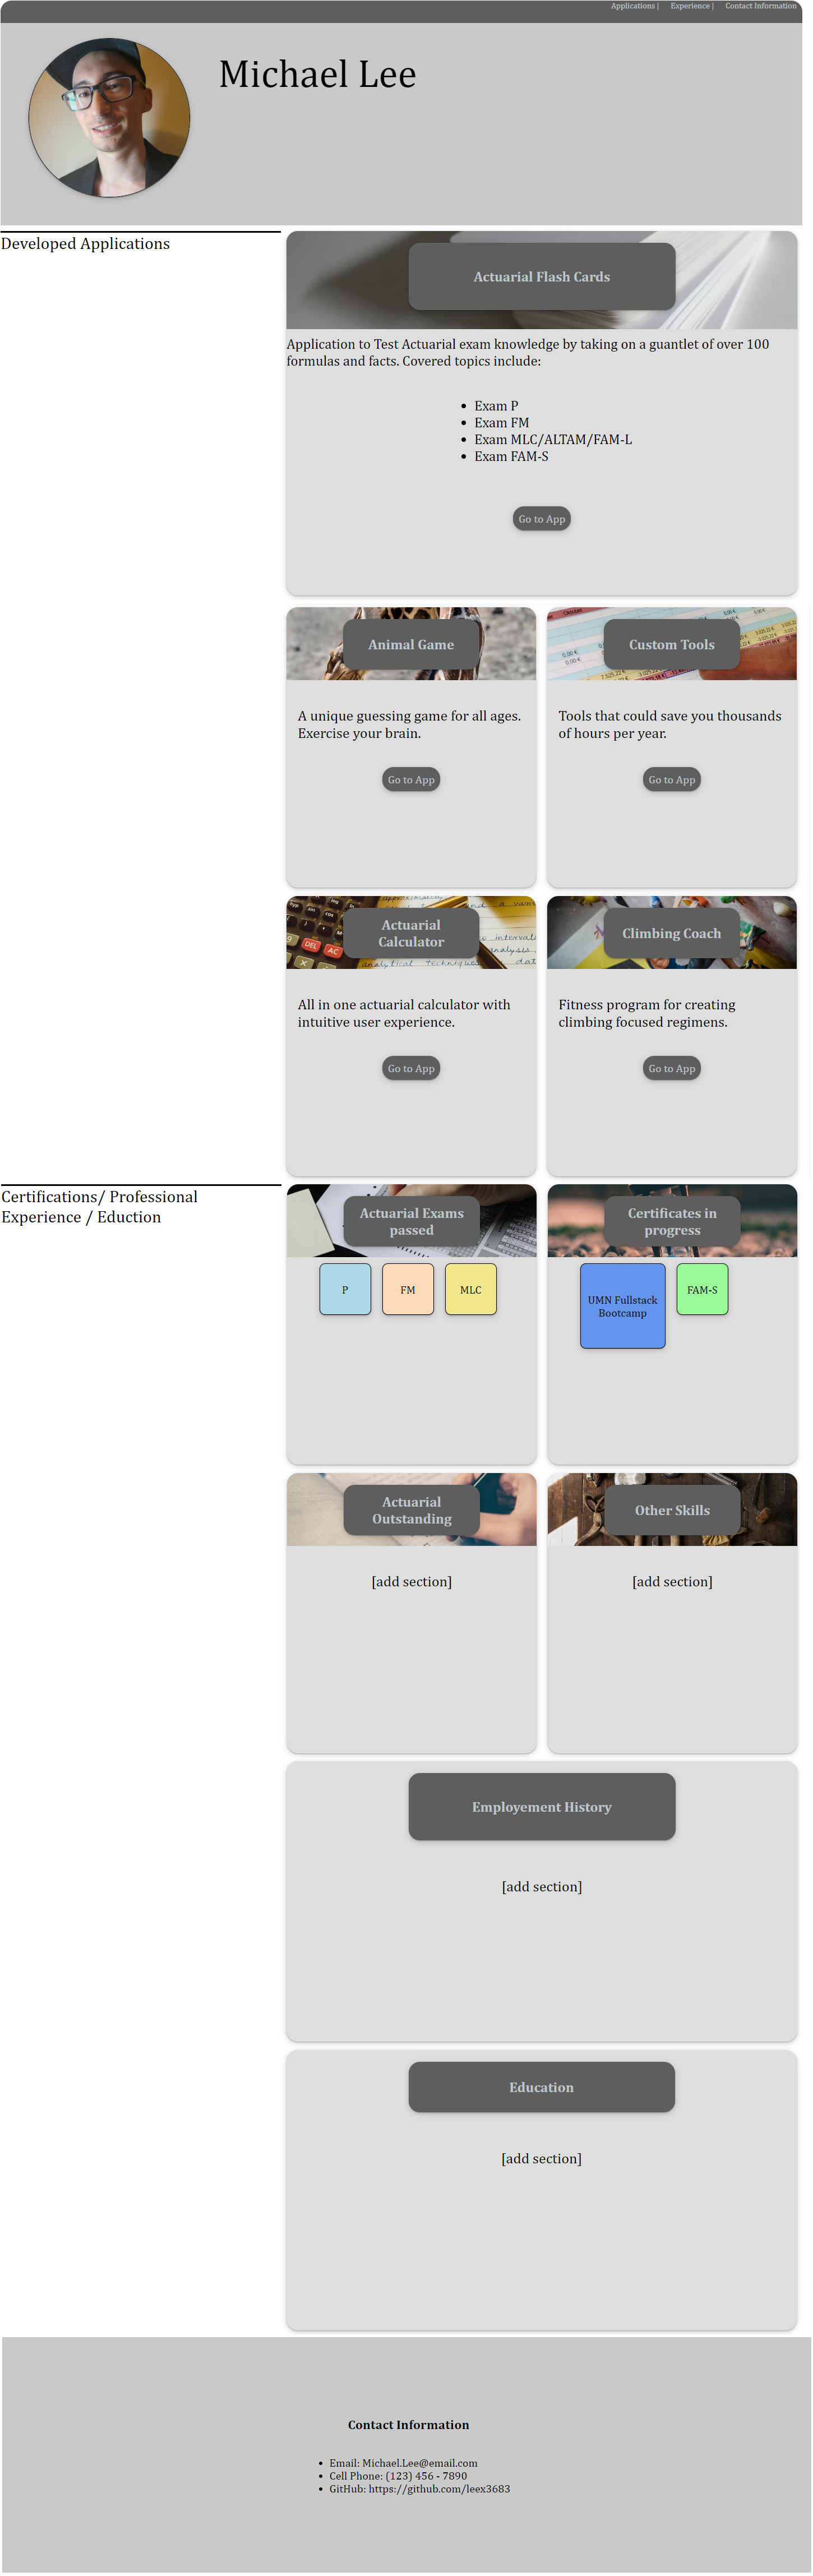 Applications |
Experience |
Contact Information
Michael Lee
Developed Applications
Actuarial Flash Cards
Application to Test Actuarial exam knowledge by taking on a guantlet of over 100
formulas and facts. Covered topics include:
• Exam P
• Exam FM
• Exam MLC/ALTAM/FAM-L
• Exam FAM-S
Go to App
Animal Game
A unique guessing game for all ages.
Exercise your brain.
Go to App
Custom Tools
Tools that could save you thousands
of hours per year.
Go to App
Actuarial
Calculator
All in one actuarial calculator with
intuitive user experience.
Go to App
Climbing Coach
Fitness program for creating
climbing focused regimens.
Go to App
Certifications/ Professional
Experience / Eduction
Actuarial Exams
passed
P
FM
MLC
Certificates in
progress
UMN Fullstack
Bootcamp
FAM-S
Actuarial
Outstanding
[add section]
Other Skills
[add section]
Employement History
[add section]
Education
[add section]
Contact Information
• Email: Michael.Lee@email.com
• Cell Phone: (123) 456 - 7890
• GitHub: https://github.com/leex3683